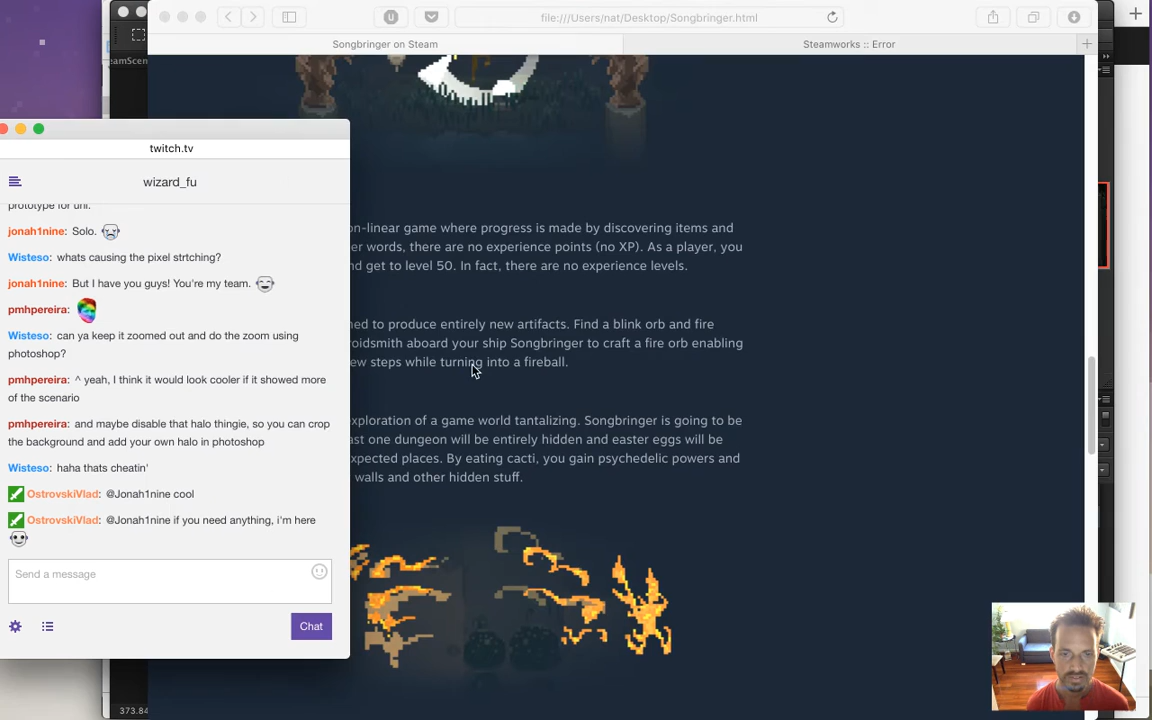 file:///Users/nat/Desktop/Songbringer.html
Songbringer on Steam
Steamworks :: Error
twitch.tv
wizard_fu
prototype for uni.
jonah1nine: Solo.
Wisteso: whats causing the pixel strtching?
jonah1nine: But I have you guys! You're my team.
pmhpereira:
Wisteso: can ya keep it zoomed out and do the zoom using
photoshop?
pmhpereira: ^ yeah, I think it would look cooler if it showed more
of the scenario
pmhpereira: and maybe disable that halo thingie, so you can crop
the background and add your own halo in photoshop
Wisteso: haha thats cheatin'
OstrovskiVlad: @Jonah1nine cool
OstrovskiVlad: @Jonah1nine if you need anything, i'm here
Send a message
Chat
on-linear game where progress is made by discovering items and
er words, there are no experience points (no XP). As a player, you
nd get to level 50. In fact, there are no experience levels.
ned to produce entirely new artifacts. Find a blink orb and fire
roidsmith aboard your ship Songbringer to craft a fire orb enabling
ew steps while turning into a fireball.
xploration of a game world tantalizing. Songbringer is going to be
ast one dungeon will be entirely hidden and easter eggs will be
xpected places. By eating cacti, you gain psychedelic powers and
walls and other hidden stuff.
373.84